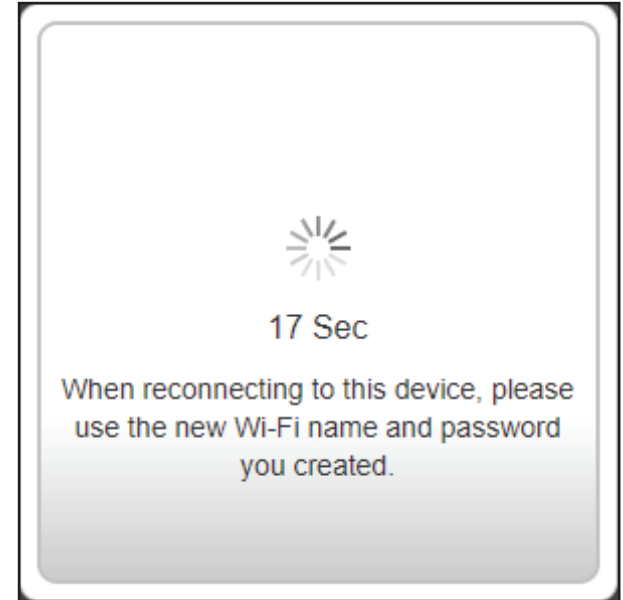 17 Sec
When reconnecting to this device, please
use the new Wi-Fi name and password
you created.